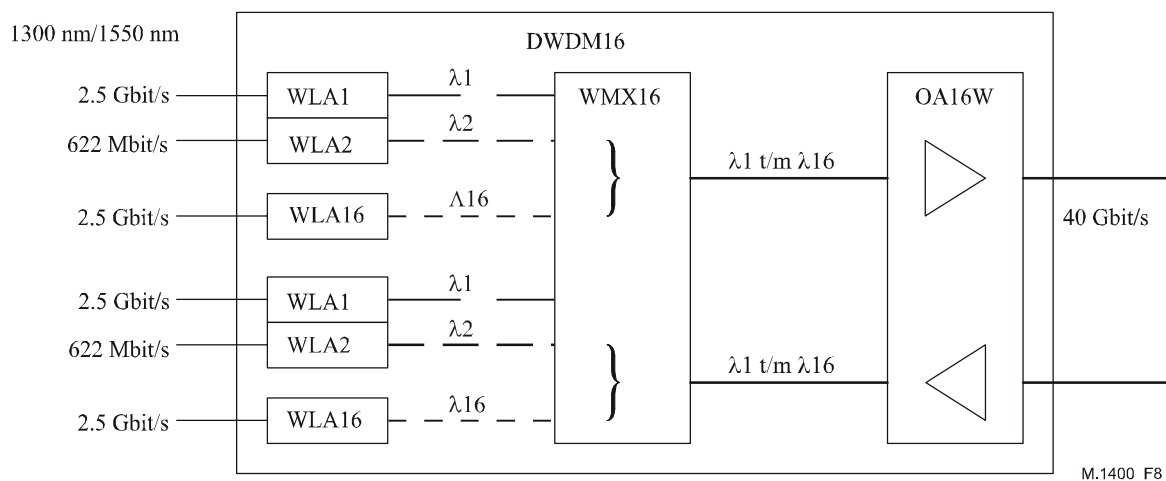 1300 nm/1550 nm
DWDM16
2.5 Gbit/s WLA1 λ1 WMX16 OA16W
622 Mbit/s WLA2 λ2
λ1 t/m λ16
2.5 Gbit/s WLA16 Λ16
40 Gbit/s
2.5 Gbit/s WLA1 λ1
622 Mbit/s WLA2 λ2
λ1 t/m λ16
2.5 Gbit/s WLA16 λ16
M.1400 F8